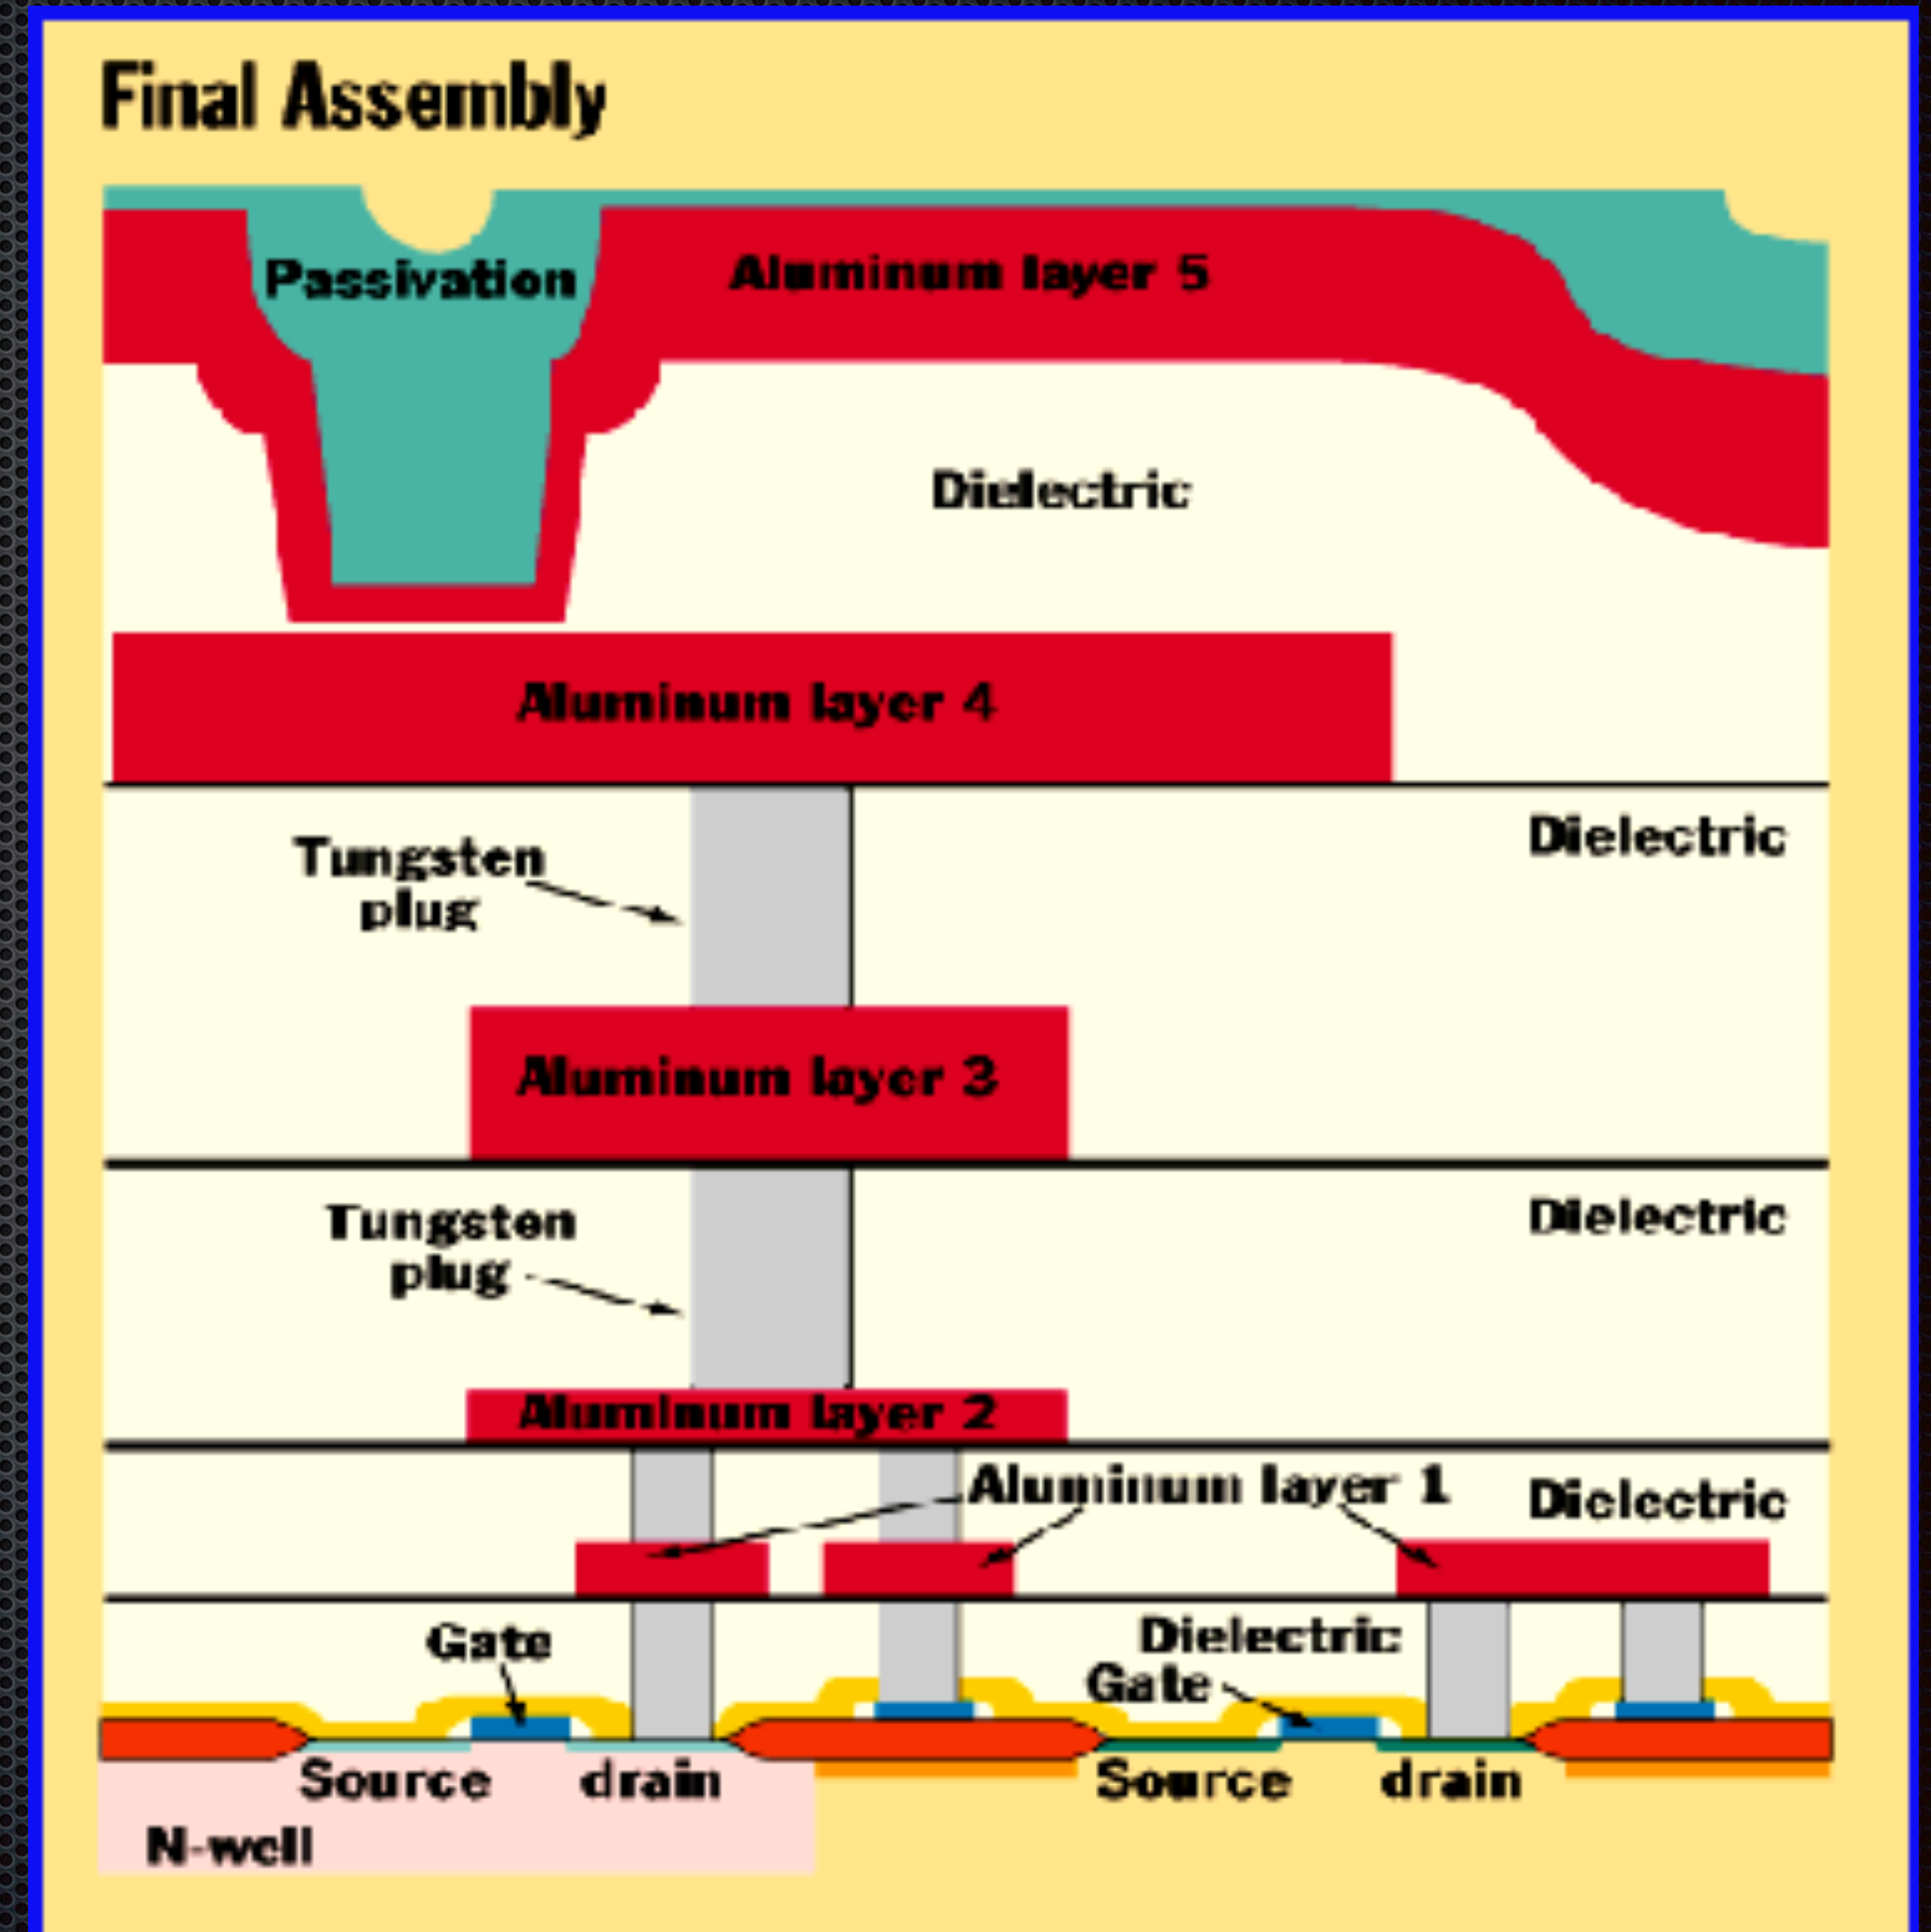 Final Assembly
Passivation
Aluminum layer 5
Dielectric
Aluminum layer 4
Dielectric
Tungsten
plug
Aluminum layer 3
Dielectric
Tungsten
plug
Aluminum layer 2
Aluminum layer 1
Dielectric
Gate
Dielectric
Gate
Source drain
Source drain
N-well